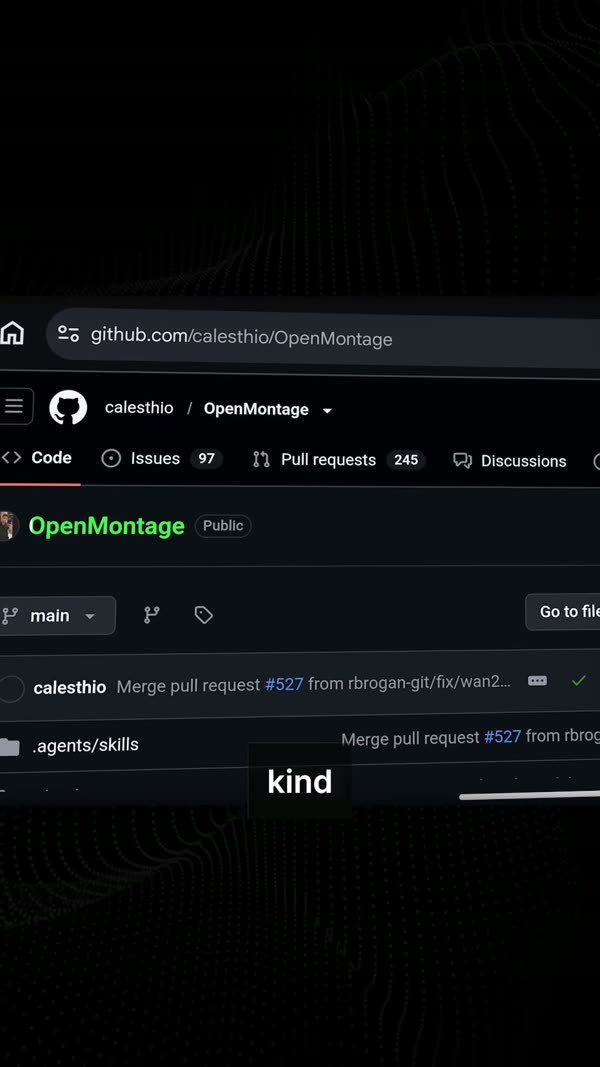 github.com/calesthio/OpenMontage
calesthio / OpenMontage
Code Issues 97 Pull requests 245 Discussions
OpenMontage Public
main Go to file
calesthio Merge pull request #527 from rbrogan-git/fix/wan2...
.agents/skills Merge pull request #527 from rbrog
kind